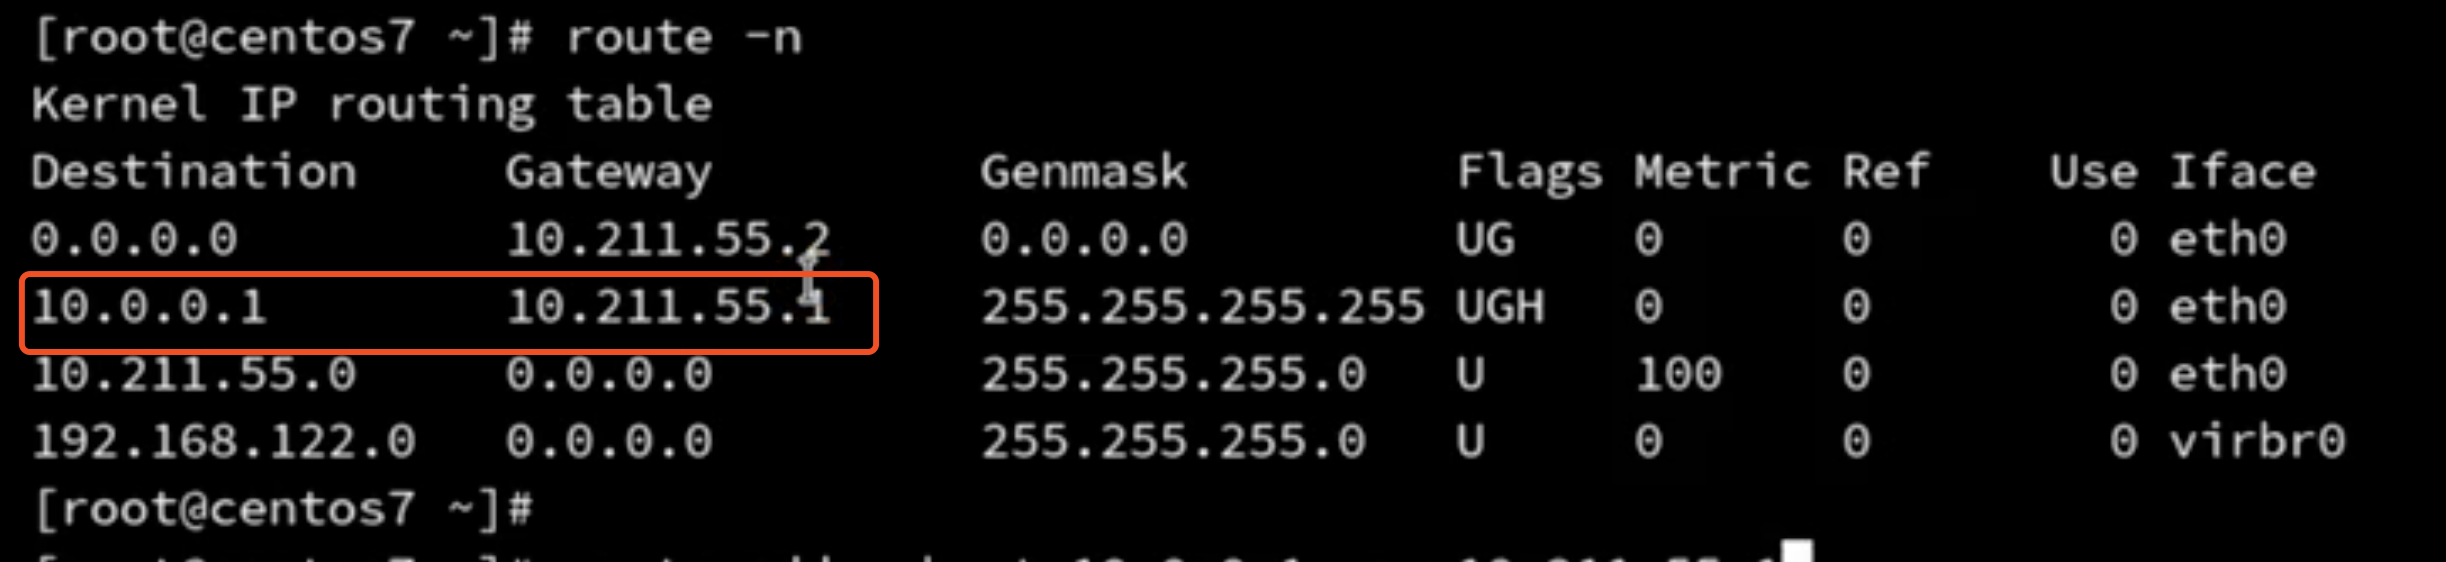 [root@centos7 ~]# route -n
Kernel IP routing table
Destination Gateway Genmask Flags Metric Ref Use Iface
0.0.0.0 10.211.55.2 0.0.0.0 UG 0 0 0 eth0
10.0.0.1 10.211.55.1 255.255.255.255 UGH 0 0 0 eth0
10.211.55.0 0.0.0.0 255.255.255.0 U 100 0 0 eth0
192.168.122.0 0.0.0.0 255.255.255.0 U 0 0 0 virbr0
[root@centos7 ~]#